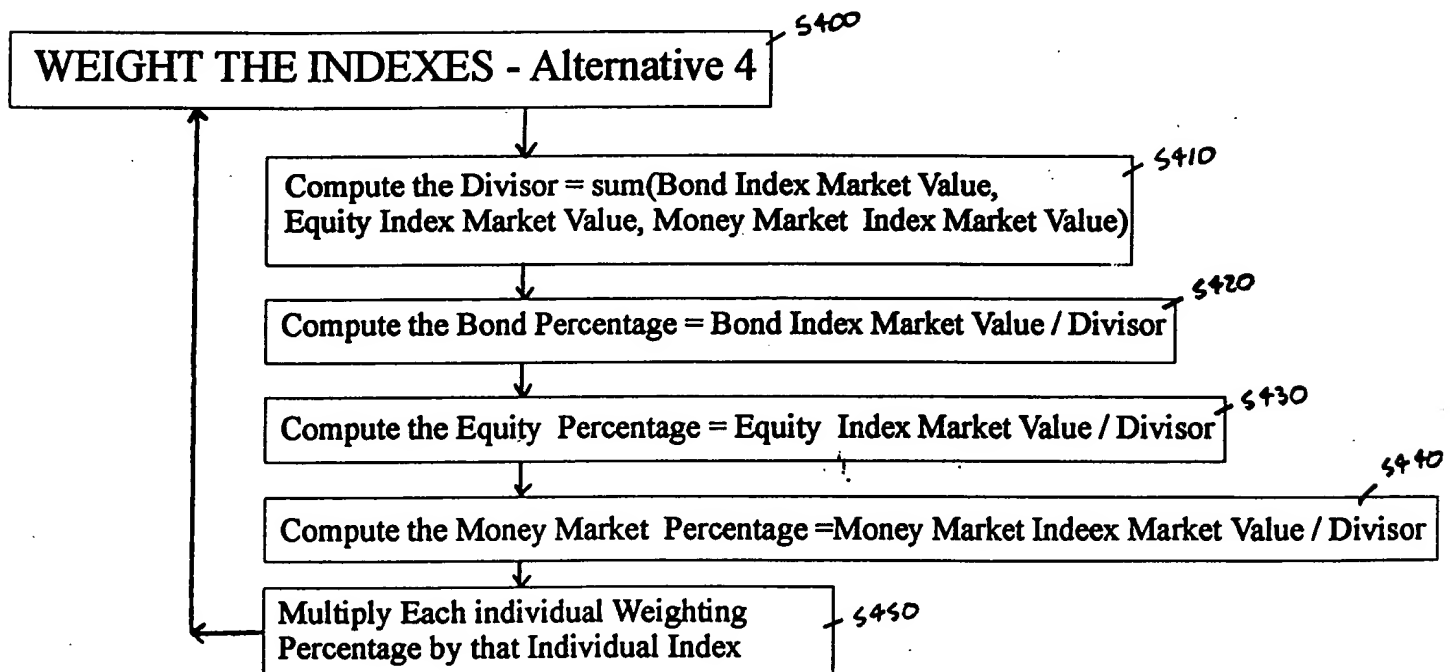 S400
WEIGHT THE INDEXES - Alternative 4
S410
Compute the Divisor = sum(Bond Index Market Value,
Equity Index Market Value, Money Market Index Market Value)
S420
Compute the Bond Percentage = Bond Index Market Value / Divisor
S430
Compute the Equity Percentage = Equity Index Market Value / Divisor
S440
Compute the Money Market Percentage =Money Market Indeex Market Value / Divisor
Multiply Each individual Weighting
S450
Percentage by that Individual Index